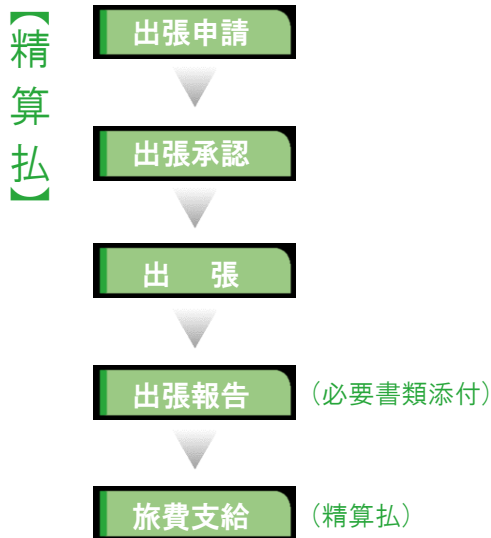 【精算払】
出張申請
出張承認
出　張
出張報告 （必要書類添付）
旅費支給 （精算払）